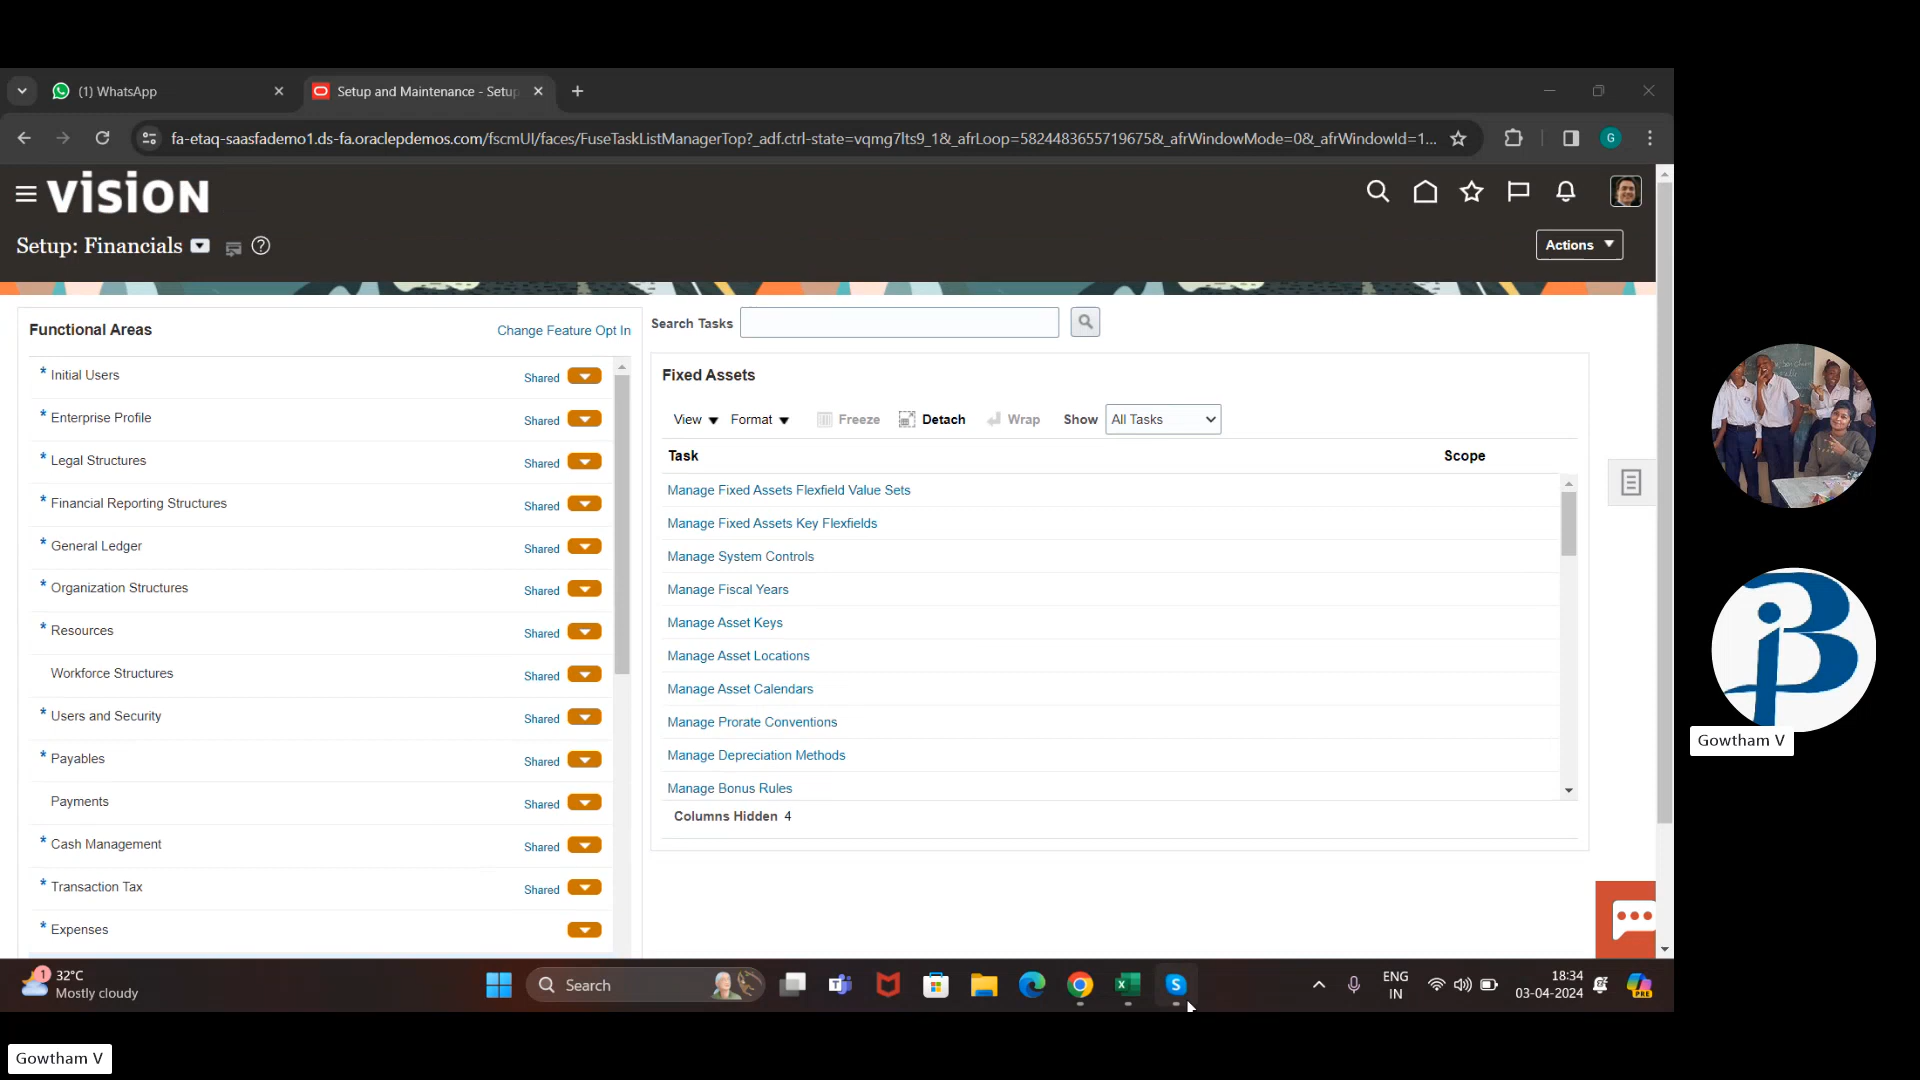 (1) WhatsApp
Setup and Maintenance - Setup
fa-etaq-saasfademo1.ds-fa.oraclepdemos.com/fscmUI/faces/FuseTaskListManagerTop?_adf.ctrl-state=vqmg7lts9_1&_afrLoop=5824483655719675&_afrWindowMode=0&_afrWindowId=1...
G
VISION
Setup: Financials
Actions
Functional Areas
Change Feature Opt In
* Initial Users Shared
* Enterprise Profile Shared
* Legal Structures Shared
* Financial Reporting Structures Shared
* General Ledger Shared
* Organization Structures Shared
* Resources Shared
Workforce Structures Shared
* Users and Security Shared
* Payables Shared
Payments Shared
* Cash Management Shared
* Transaction Tax Shared
* Expenses
Search Tasks
Fixed Assets
View Format Freeze Detach Wrap Show All Tasks
Task Scope
Manage Fixed Assets Flexfield Value Sets
Manage Fixed Assets Key Flexfields
Manage System Controls
Manage Fiscal Years
Manage Asset Keys
Manage Asset Locations
Manage Asset Calendars
Manage Prorate Conventions
Manage Depreciation Methods
Manage Bonus Rules
Columns Hidden 4
Gowtham V
1
32°C
Mostly cloudy
Search
ENG
IN
18:34
03-04-2024
PRE
Gowtham V